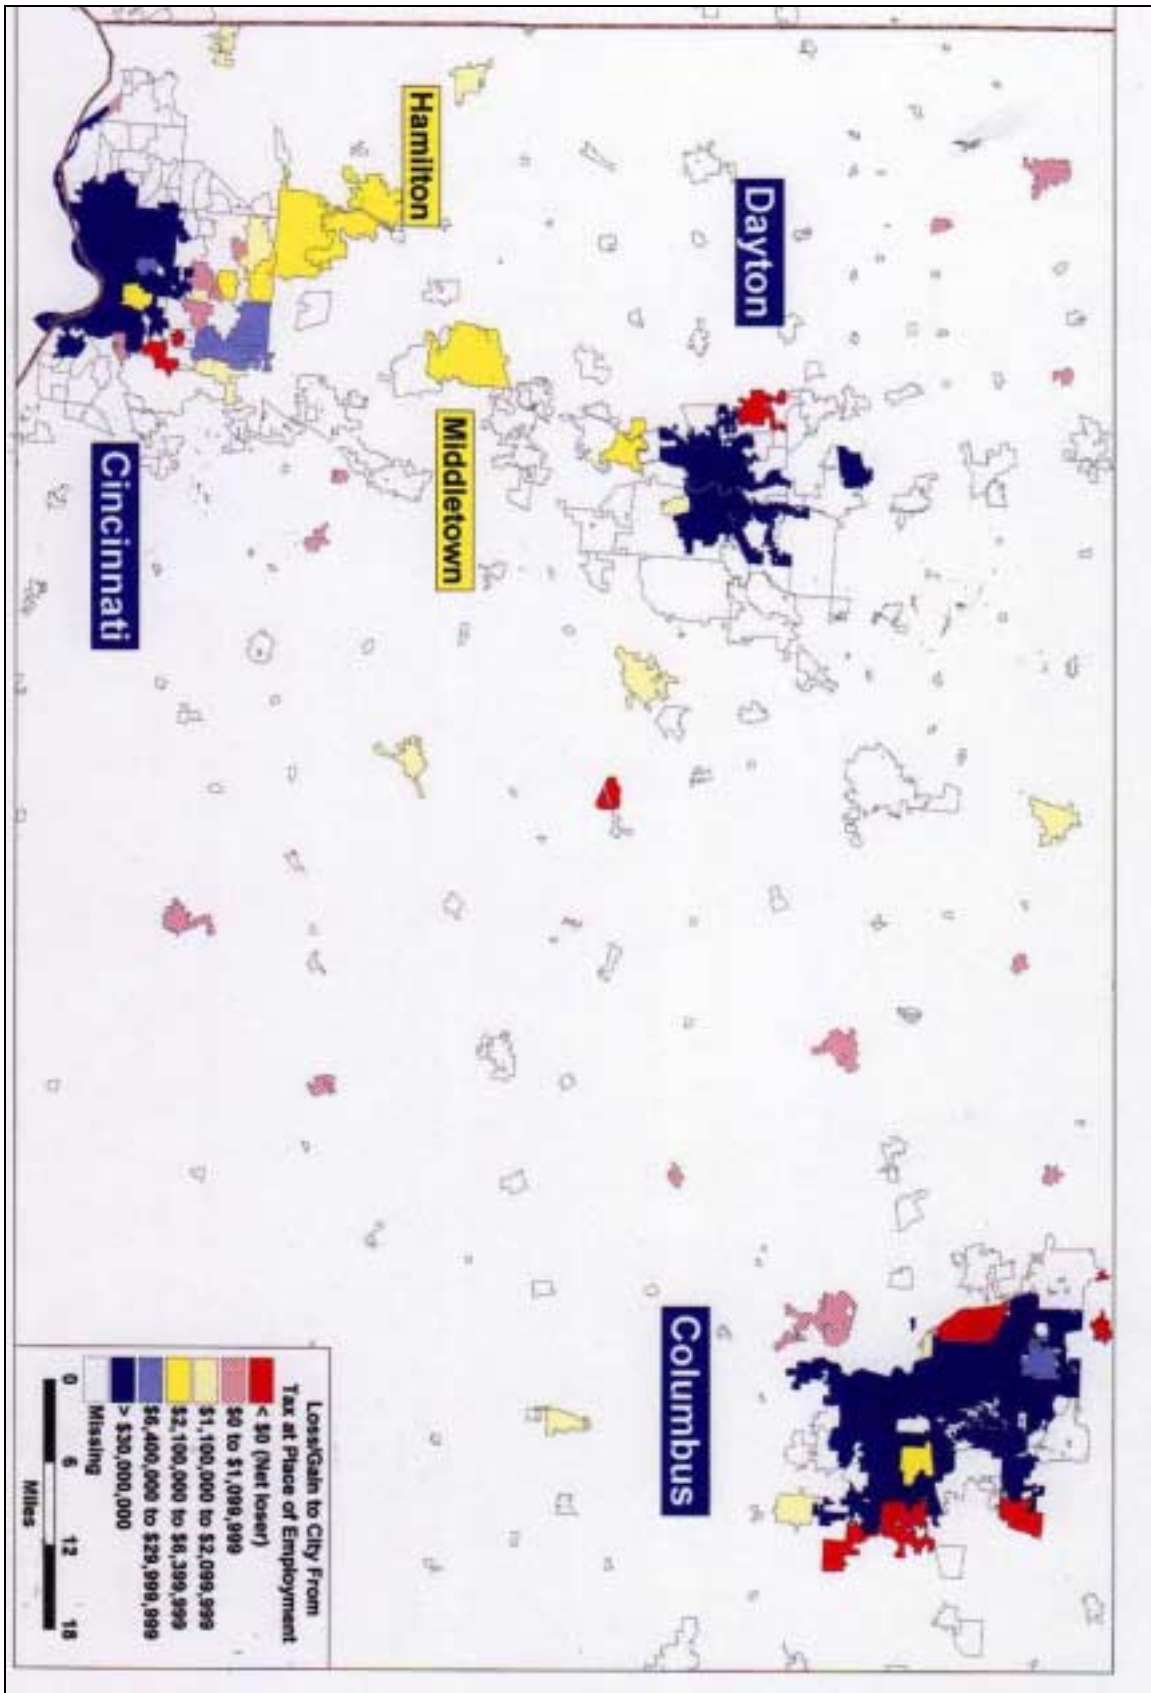 Hamilton
Dayton
Middletown
Cincinnati
Columbus
Loss/Gain to City From
Tax at Place of Employment
< $0 (Net loser)
$0 to $1,099,999
$1,100,000 to $2,099,999
$2,100,000 to $6,399,999
$6,400,000 to $29,999,999
> $30,000,000
Missing
0 6 12 18
Miles